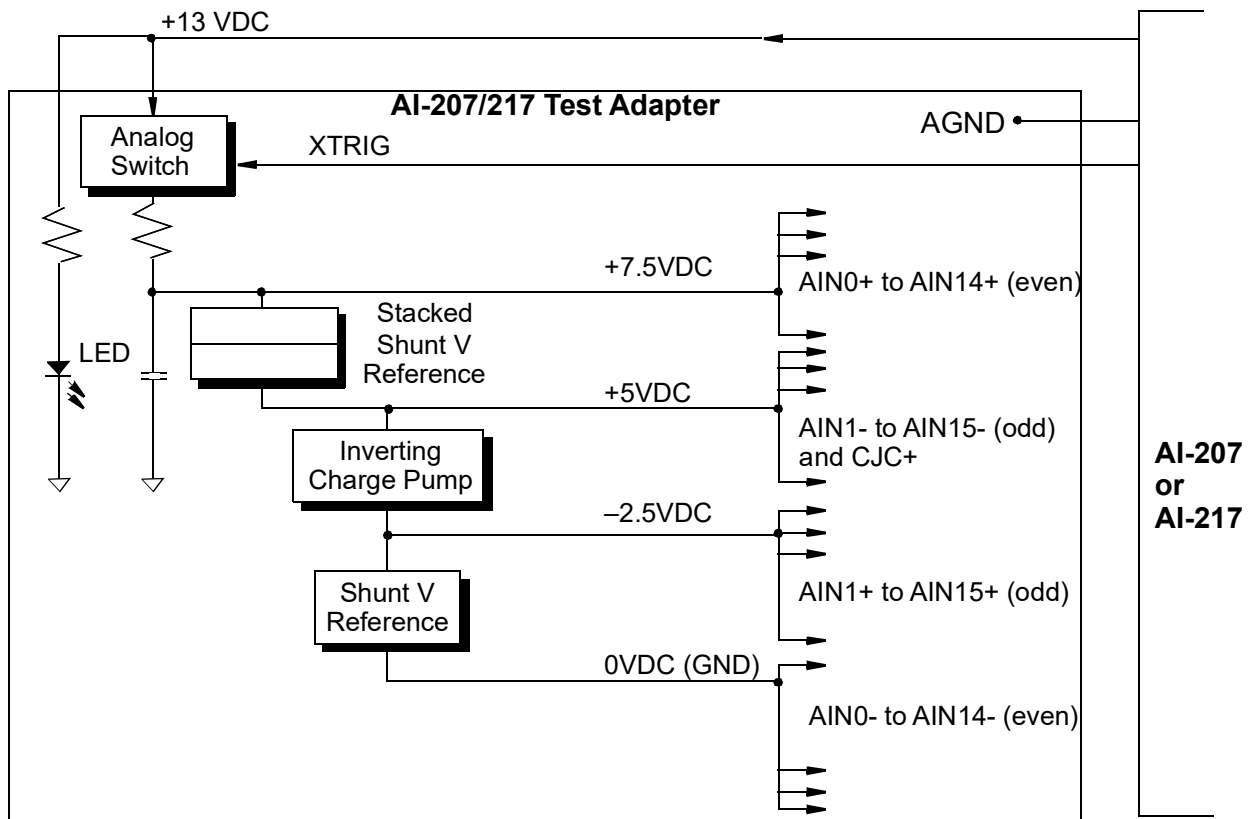 +13 VDC
AI-207/217 Test Adapter
AGND
Analog
Switch
XTRIG
+7.5VDC
AIN0+ to AIN14+ (even)
Stacked
Shunt V
Reference
LED
+5VDC
AIN1- to AIN15- (odd)
and CJC+
Inverting
Charge Pump
AI-207
or
AI-217
–2.5VDC
Shunt V
Reference
AIN1+ to AIN15+ (odd)
0VDC (GND)
AIN0- to AIN14- (even)